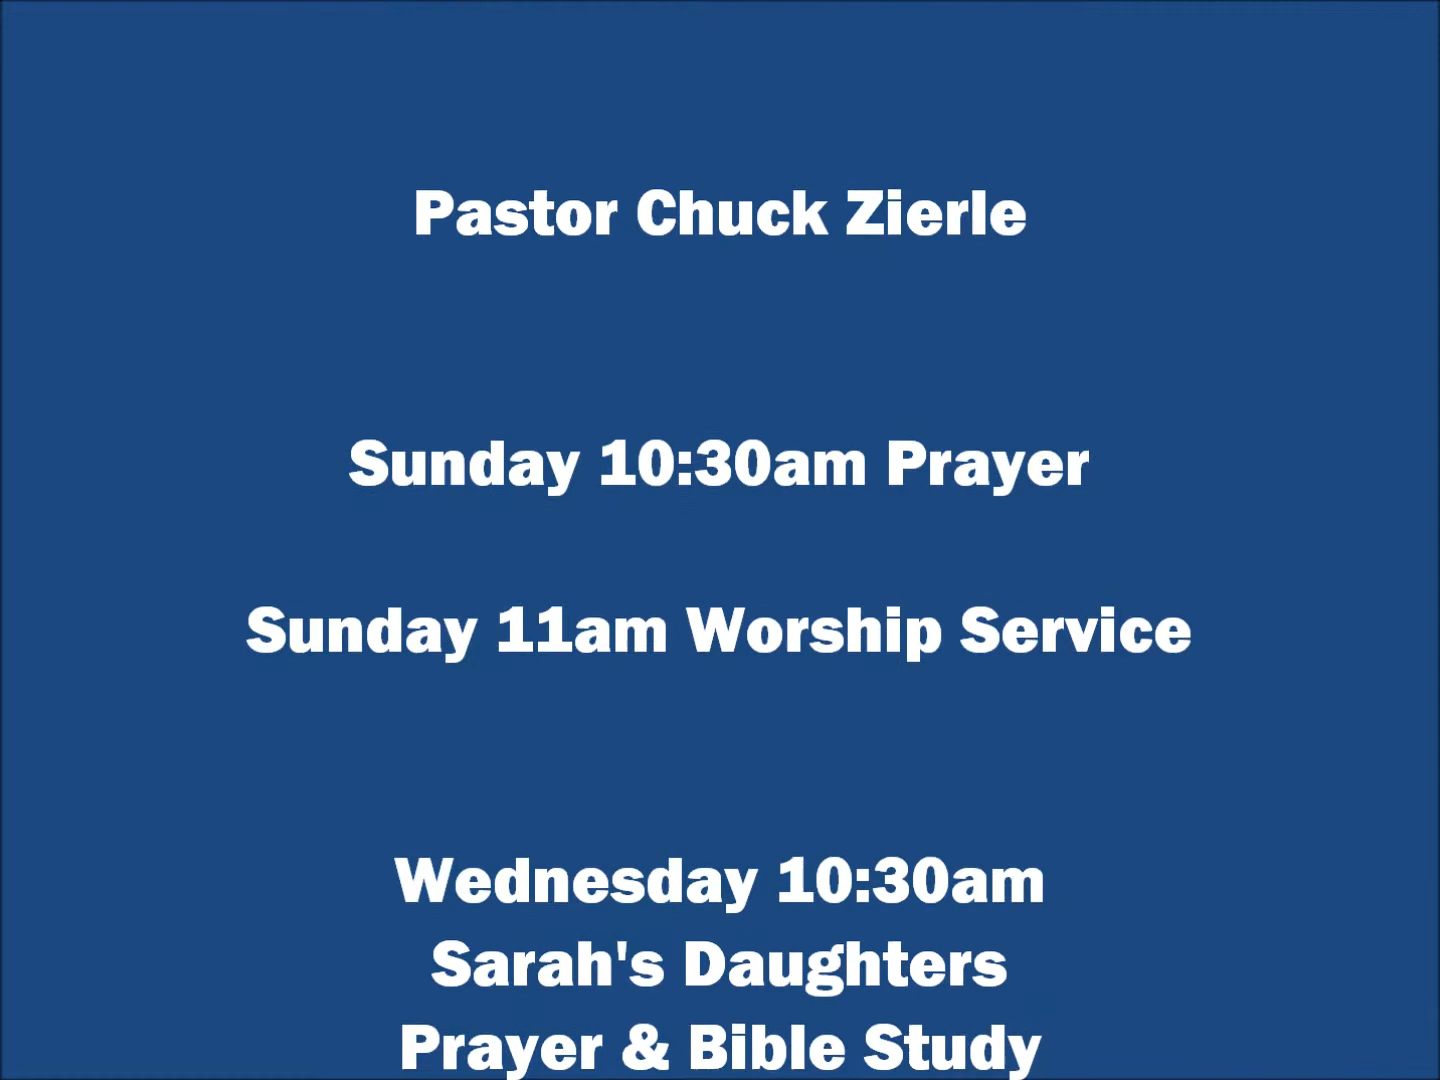 Pastor Chuck Zierle
Sunday 10:30am Prayer
Sunday 11am Worship Service
Wednesday 10:30am
Sarah's Daughters
Prayer & Bible Study